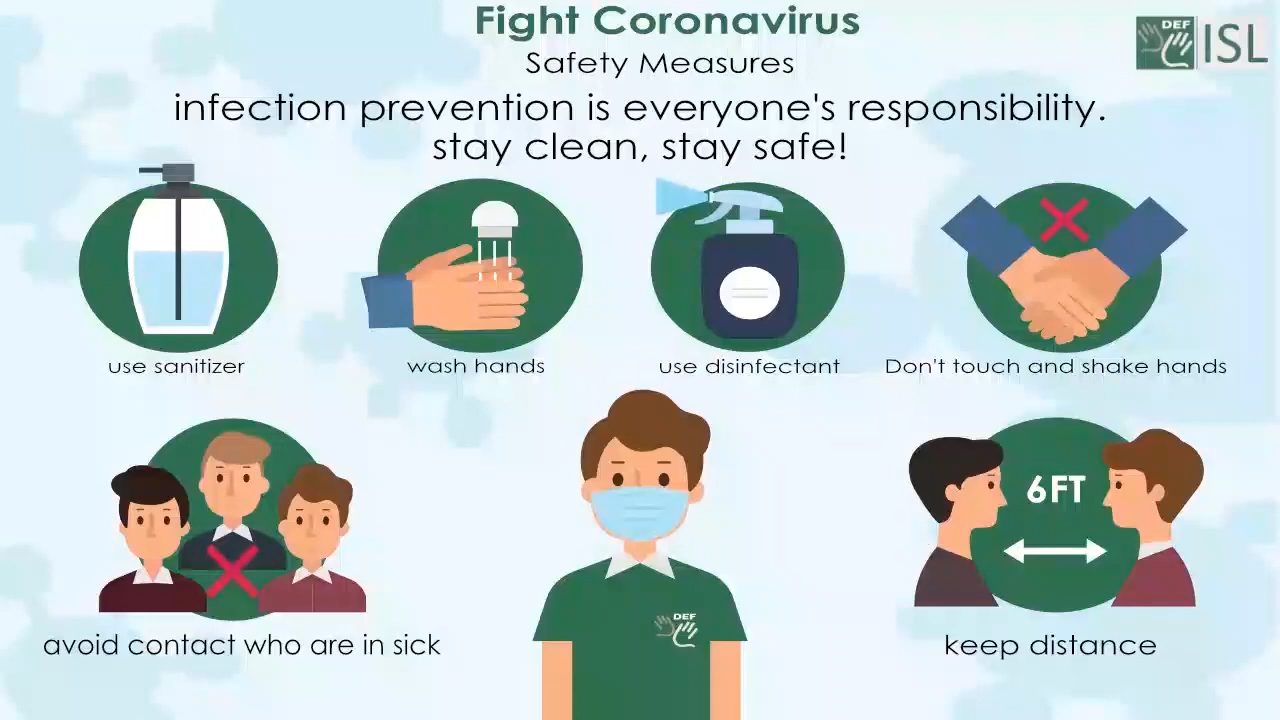 Fight Coronavirus
DEF
ISL
Safety Measures
infection prevention is everyone's responsibility.
stay clean, stay safe!
use sanitizer
wash hands
use disinfectant
Don't touch and shake hands
6FT
DEF
avoid contact who are in sick
keep distance